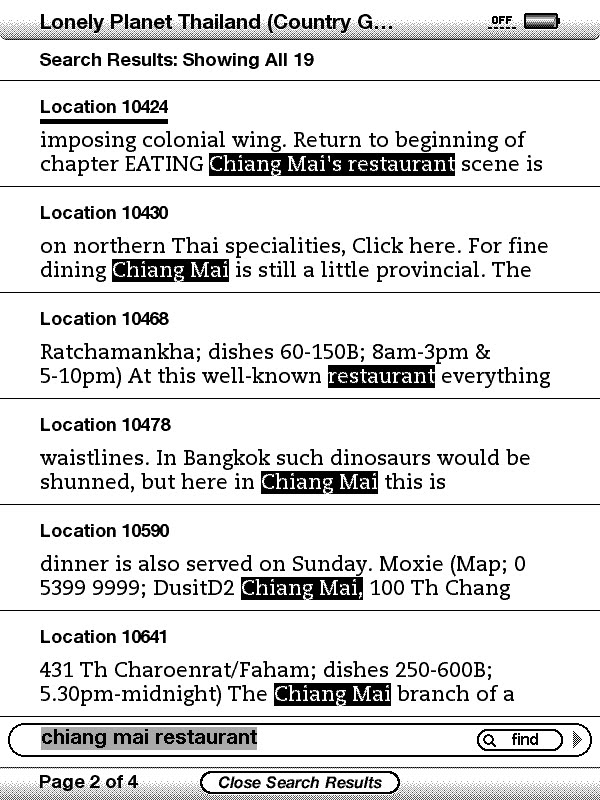 Lonely Planet Thailand (Country G...
OFF
Search Results: Showing All 19
Location 10424
imposing colonial wing. Return to beginning of
chapter EATING Chiang Mai's restaurant scene is
Location 10430
on northern Thai specialities, Click here. For fine
dining Chiang Mai is still a little provincial. The
Location 10468
Ratchamankha; dishes 60-150B; 8am-3pm &
5-10pm) At this well-known restaurant everything
Location 10478
waistlines. In Bangkok such dinosaurs would be
shunned, but here in Chiang Mai this is
Location 10590
dinner is also served on Sunday. Moxie (Map; 0
5399 9999; DusitD2 Chiang Mai, 100 Th Chang
Location 10641
431 Th Charoenrat/Faham; dishes 250-600B;
5.30pm-midnight) The Chiang Mai branch of a
chiang mai restaurant
find
Page 2 of 4
Close Search Results